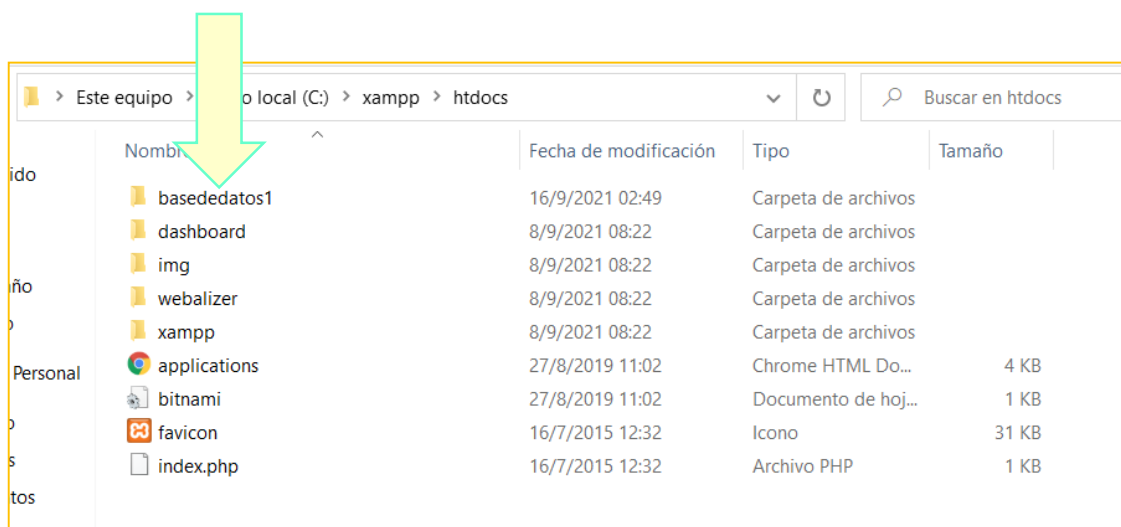 Este equipo > o local (C:) > xampp > htdocs
Buscar en htdocs
Nombr Fecha de modificación Tipo Tamaño
ido
basededatos1 16/9/2021 02:49 Carpeta de archivos
dashboard 8/9/2021 08:22 Carpeta de archivos
img 8/9/2021 08:22 Carpeta de archivos
ño
webalizer 8/9/2021 08:22 Carpeta de archivos
xampp 8/9/2021 08:22 Carpeta de archivos
applications 27/8/2019 11:02 Chrome HTML Do... 4 KB
Personal
bitnami 27/8/2019 11:02 Documento de hoj... 1 KB
favicon 16/7/2015 12:32 Icono 31 KB
s
index.php 16/7/2015 12:32 Archivo PHP 1 KB
tos